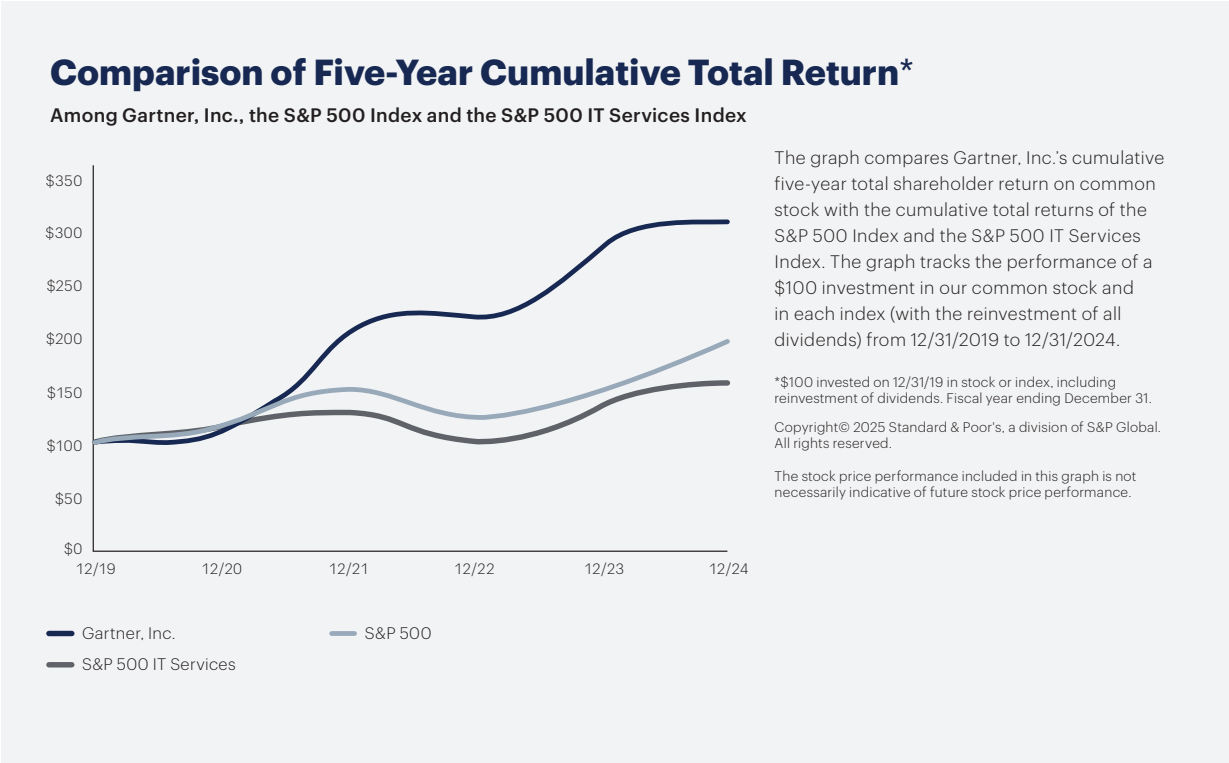 Comparison of Five-Year Cumulative Total Return*
Among Gartner, Inc., the S&P 500 Index and the S&P 500 IT Services Index
$350
$300
$250
$200
$150
$100
$50
$0
12/19
12/20
12/21
12/22
12/23
12/24
Gartner, Inc.
S&P 500
S&P 500 IT Services
The graph compares Gartner, Inc.'s cumulative
five-year total shareholder return on common
stock with the cumulative total returns of the
S&P 500 Index and the S&P 500 IT Services
Index. The graph tracks the performance of a
$100 investment in our common stock and
in each index (with the reinvestment of all
dividends) from 12/31/2019 to 12/31/2024.
*$100 invested on 12/31/19 in stock or index, including
reinvestment of dividends. Fiscal year ending December 31.
Copyright© 2025 Standard & Poor's, a division of S&P Global.
All rights reserved.
The stock price performance included in this graph is not
necessarily indicative of future stock price performance.